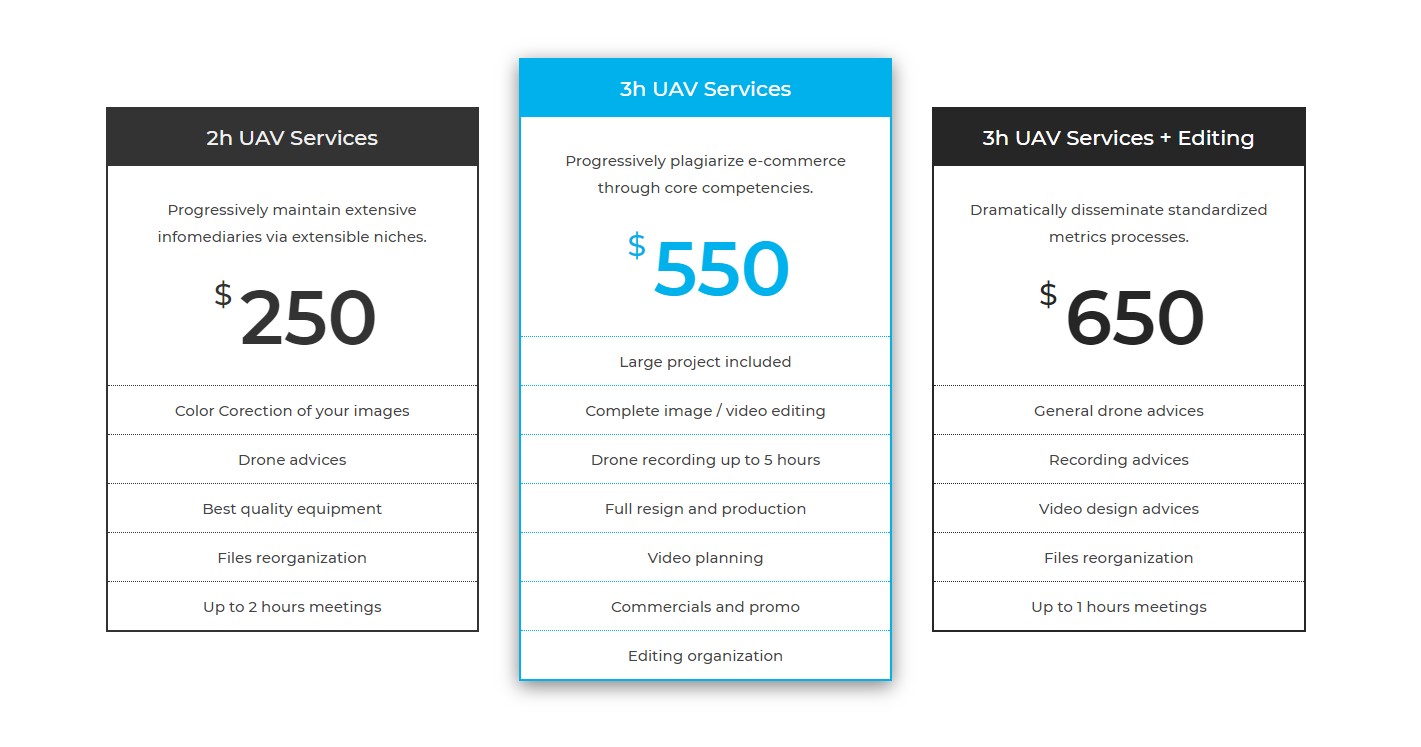 2h UAV Services
Progressively maintain extensive
infomediaries via extensible niches.
$ 250
Color Corection of your images
Drone advices
Best quality equipment
Files reorganization
Up to 2 hours meetings
3h UAV Services
Progressively plagiarize e-commerce
through core competencies.
$ 550
Large project included
Complete image / video editing
Drone recording up to 5 hours
Full resign and production
Video planning
Commercials and promo
Editing organization
3h UAV Services + Editing
Dramatically disseminate standardized
metrics processes.
$ 650
General drone advices
Recording advices
Video design advices
Files reorganization
Up to 1 hours meetings